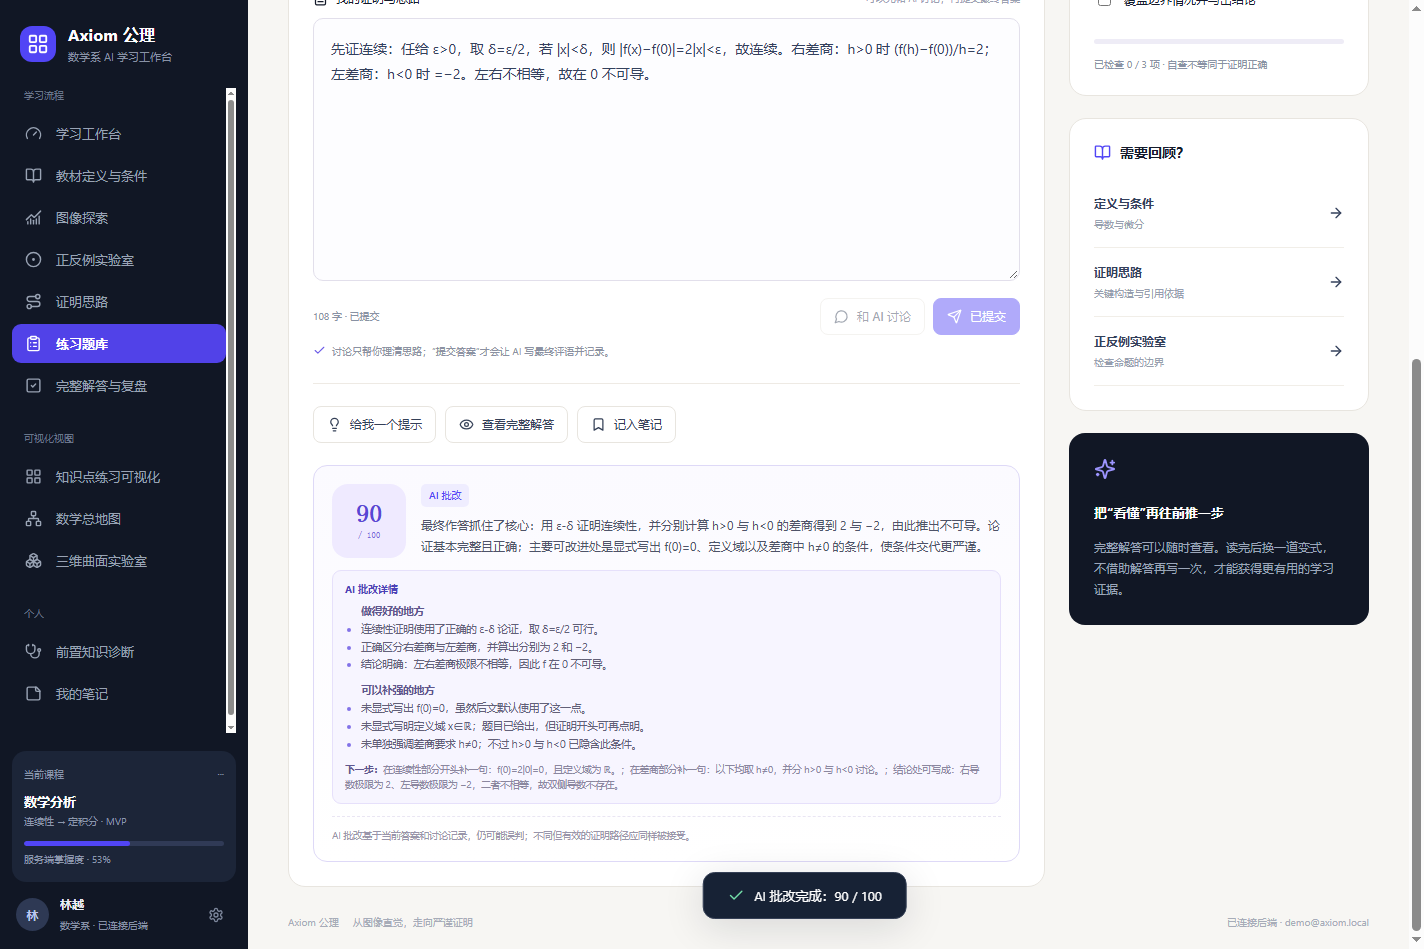 Axiom 公理
数学系 AI 学习工作台
学习流程
学习工作台
教材定义与条件
图像探索
正反例实验室
证明思路
练习题库
完整解答与复盘
可视化视图
知识点练习可视化
数学总地图
三维曲面实验室
个人
前置知识诊断
我的笔记
当前课程
数学分析
连续性 → 定积分 · MVP
服务端掌握度 · 53%
林
林越
数学系 · 已连接后端
先证连续：任给 ε>0，取 δ=ε/2，若 |x|<δ，则 |f(x)−f(0)|=2|x|<ε，故连续。右差商：h>0 时 (f(h)−f(0))/h=2；
左差商：h<0 时 =−2。左右不相等，故在 0 不可导。
108 字 · 已提交
和 AI 讨论
已提交
讨论只帮你理清思路；“提交答案”才会让 AI 写最终评语并记录。
给我一个提示
查看完整解答
记入笔记
90
/ 100
AI 批改
最终作答抓住了核心：用 ε-δ 证明连续性，并分别计算 h>0 与 h<0 的差商得到 2 与 −2，由此推出不可导。论
证基本完整且正确；主要可改进处是显式写出 f(0)=0、定义域以及差商中 h≠0 的条件，使条件交代更严谨。
AI 批改详情
做得好的地方
连续性证明使用了正确的 ε-δ 论证，取 δ=ε/2 可行。
正确区分右差商与左差商，并算出分别为 2 和 −2。
结论明确：左右差商极限不相等，因此 f 在 0 不可导。
可以补强的地方
未显式写出 f(0)=0，虽然后文默认使用了这一点。
未显式写明定义域 x∈ℝ；题目已给出，但证明开头可再点明。
未单独强调差商要求 h≠0；不过 h>0 与 h<0 已隐含此条件。
下一步：在连续性部分开头补一句：f(0)=2|0|=0，且定义域为 ℝ。；在差商部分补一句：以下均取 h≠0，并分 h>0 与 h<0 讨论。；结论处可写成：右导
数极限为 2、左导数极限为 −2，二者不相等，故双侧导数不存在。
AI 批改基于当前答案和讨论记录，仍可能误判；不同但有效的证明路径应同样被接受。
AI 批改完成：90 / 100
Axiom 公理 从图像直觉，走向严谨证明
已连接后端 · demo@axiom.local
已检查 0 / 3 项 · 自查不等同于证明正确
需要回顾？
定义与条件
导数与微分
证明思路
关键构造与引用依据
正反例实验室
检查命题的边界
把“看懂”再往前推一步
完整解答可以随时查看。读完后换一道变式，
不借助解答再写一次，才能获得更有用的学习
证据。